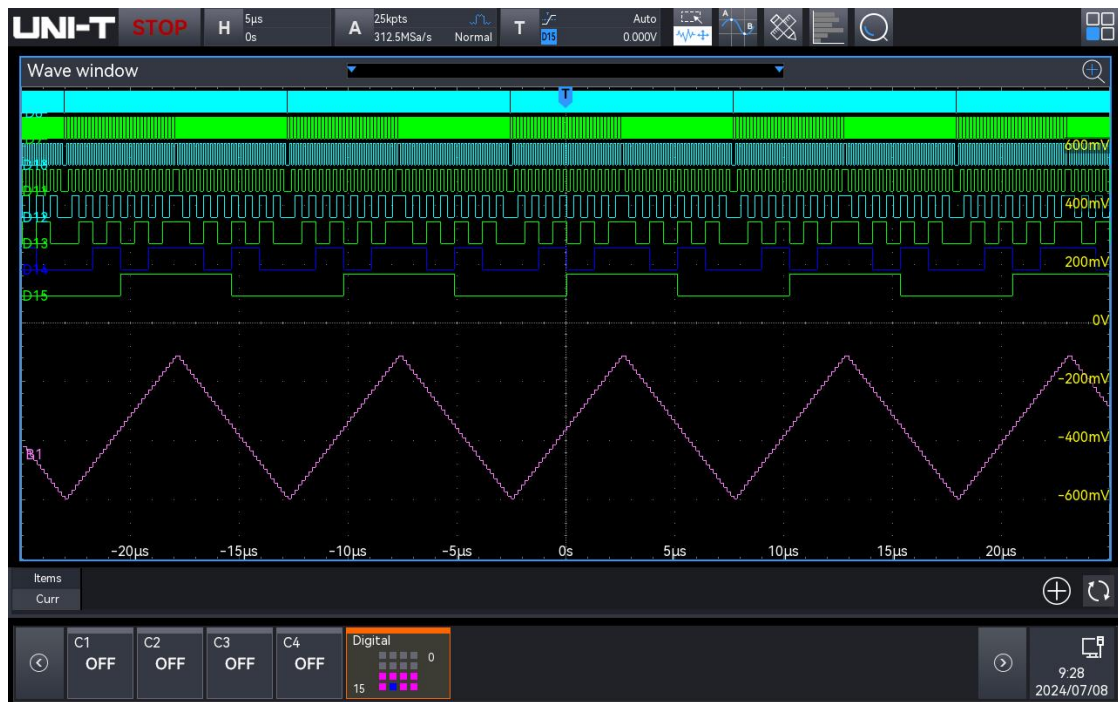 UNI-T STOP H 5µs 0s A 25kpts 312.5MSa/s Normal T D15 Auto 0.000V A B
Wave window
T
D10
600mV
D11
D12
400mV
D13
D14
200mV
D15
0V
-200mV
-400mV
B1
-600mV
-20µs -15µs -10µs -5µs 0s 5µs 10µs 15µs 20µs
Items
Curr
C1 OFF C2 OFF C3 OFF C4 OFF Digital 0 15
9:28
2024/07/08